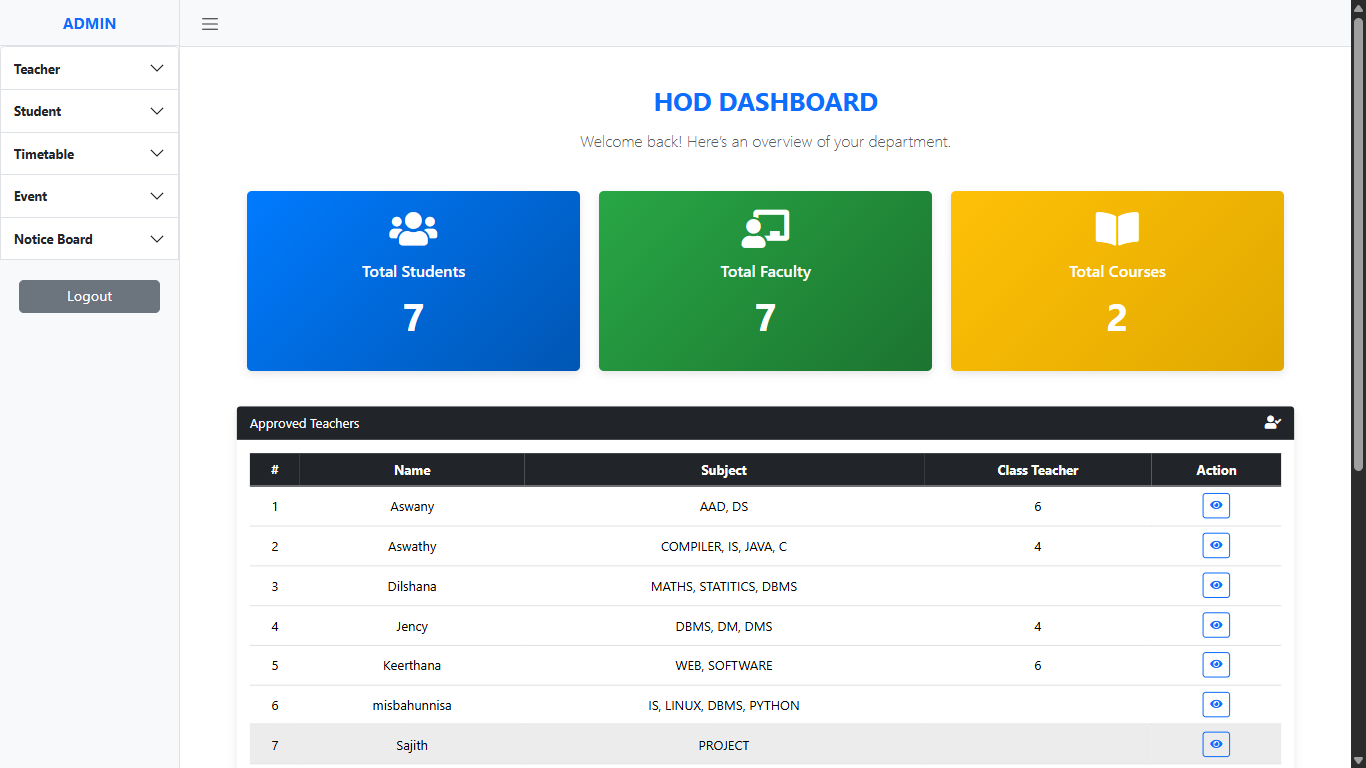 ADMIN
Teacher
Student
Timetable
Event
Notice Board
Logout
HOD DASHBOARD
Welcome back! Here's an overview of your department.
Total Students
7
Total Faculty
7
Total Courses
2
Approved Teachers
# Name Subject Class Teacher Action
1 Aswany AAD, DS 6
2 Aswathy COMPILER, IS, JAVA, C 4
3 Dilshana MATHS, STATITICS, DBMS
4 Jency DBMS, DM, DMS 4
5 Keerthana WEB, SOFTWARE 6
6 misbahunnisa IS, LINUX, DBMS, PYTHON
7 Sajith PROJECT